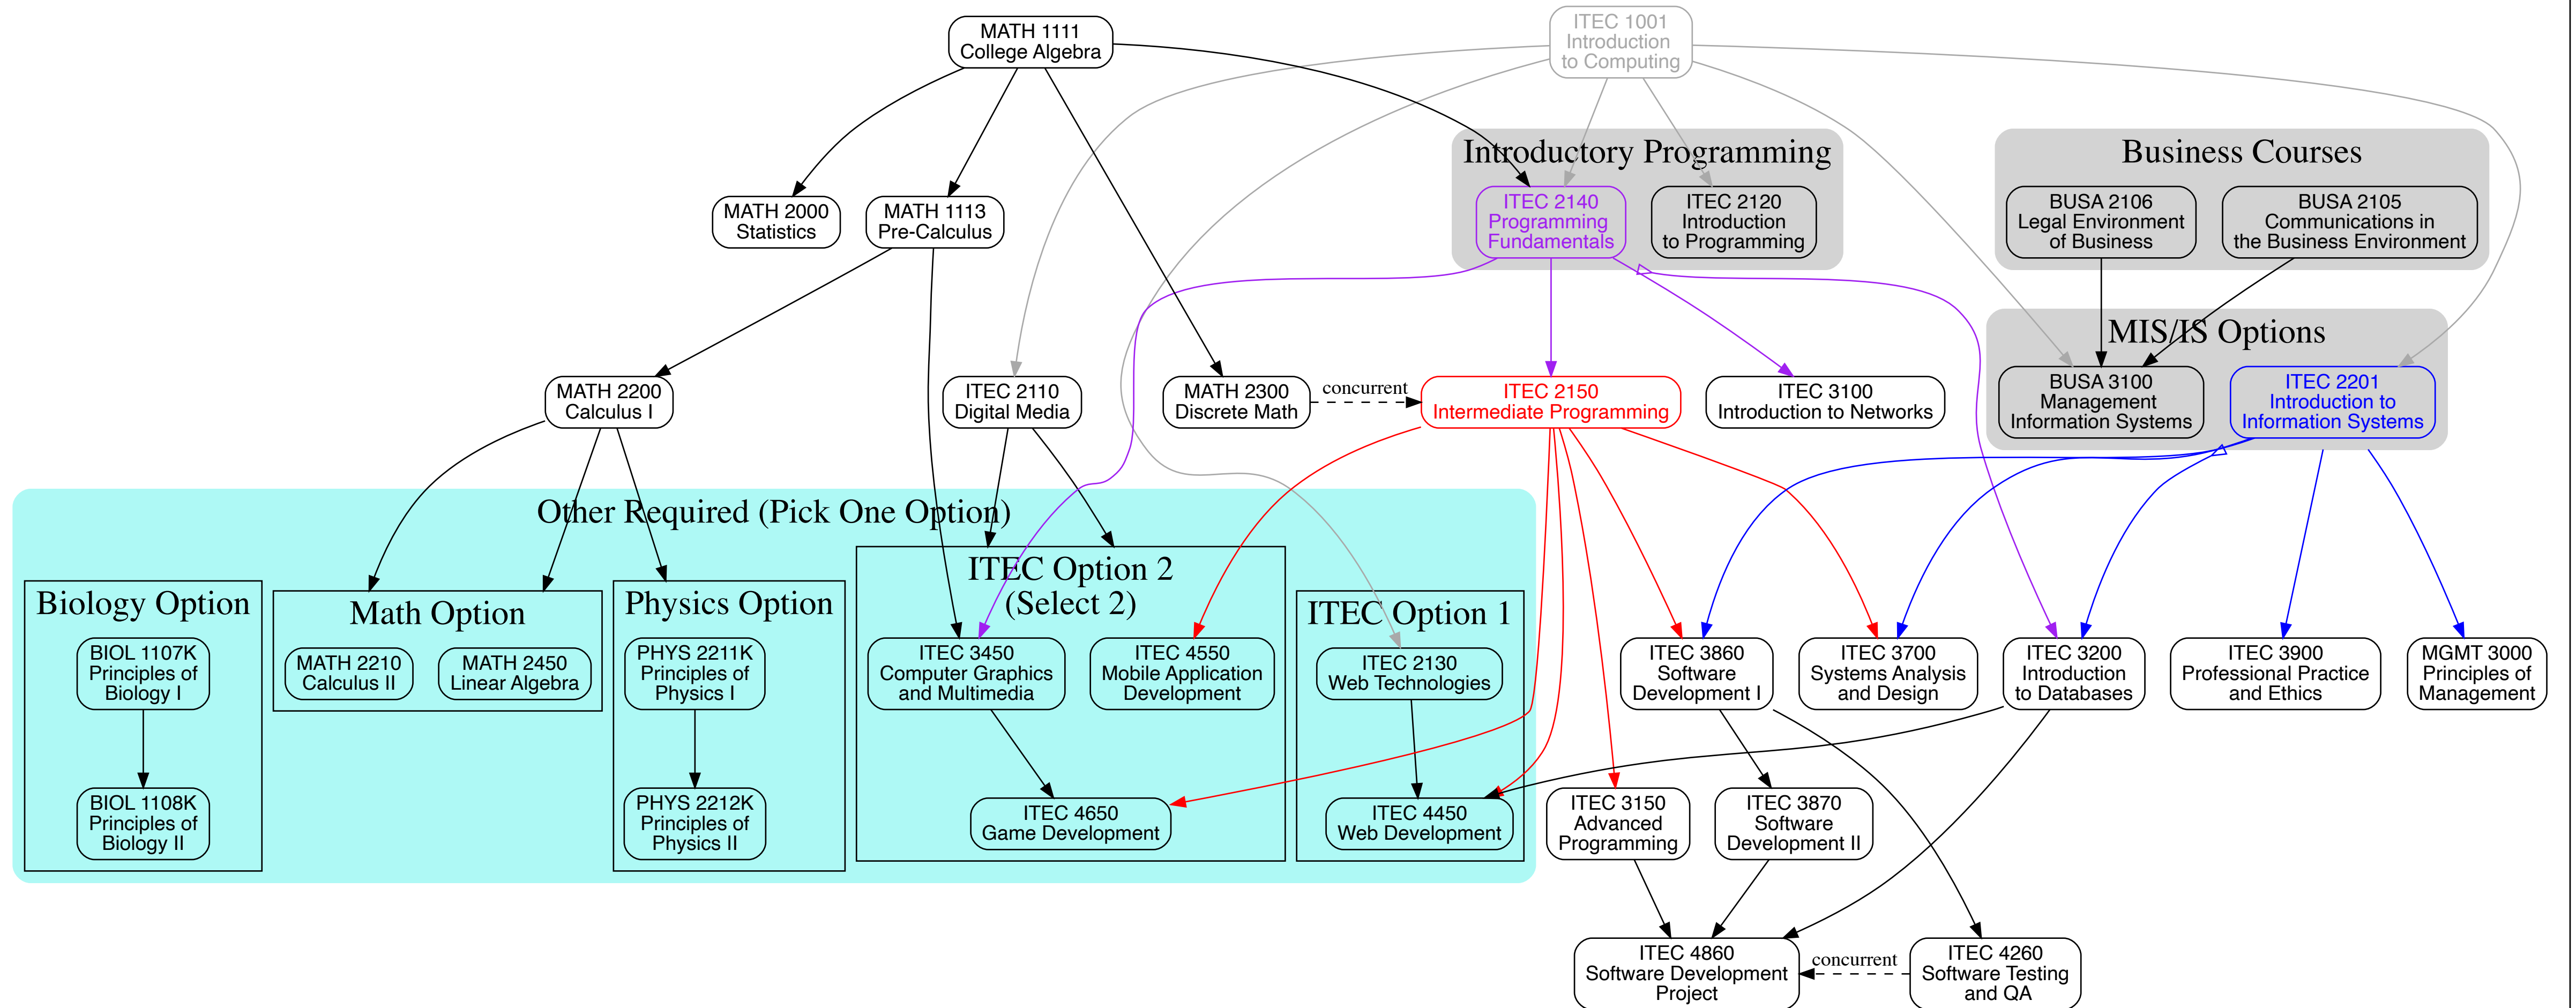 MATH 1111
College Algebra
ITEC 1001
Introduction
to Computing
Introductory Programming
Business Courses
MATH 2000
Statistics
MATH 1113
Pre-Calculus
ITEC 2140
Programming
Fundamentals
ITEC 2120
Introduction
to Programming
BUSA 2106
Legal Environment
of Business
BUSA 2105
Communications in
the Business Environment
MIS/IS Options
MATH 2200
Calculus I
ITEC 2110
Digital Media
MATH 2300
Discrete Math
concurrent
ITEC 2150
Intermediate Programming
ITEC 3100
Introduction to Networks
BUSA 3100
Management
Information Systems
ITEC 2201
Introduction to
Information Systems
Other Required (Pick One Option)
Biology Option
BIOL 1107K
Principles of
Biology I
BIOL 1108K
Principles of
Biology II
Math Option
MATH 2210
Calculus II
MATH 2450
Linear Algebra
Physics Option
PHYS 2211K
Principles of
Physics I
PHYS 2212K
Principles of
Physics II
ITEC Option 2
(Select 2)
ITEC 3450
Computer Graphics
and Multimedia
ITEC 4550
Mobile Application
Development
ITEC 4650
Game Development
ITEC Option 1
ITEC 2130
Web Technologies
ITEC 4450
Web Development
ITEC 3860
Software
Development I
ITEC 3700
Systems Analysis
and Design
ITEC 3200
Introduction
to Databases
ITEC 3900
Professional Practice
and Ethics
MGMT 3000
Principles of
Management
ITEC 3150
Advanced
Programming
ITEC 3870
Software
Development II
ITEC 4860
Software Development
Project
concurrent
ITEC 4260
Software Testing
and QA